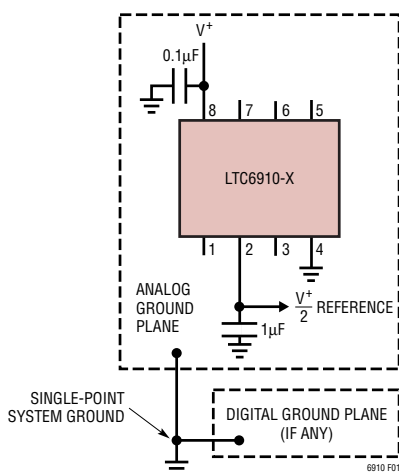 V+
0.1µF
8 7 6 5
LTC6910-X
1 2 3 4
V+
2
REFERENCE
1µF
ANALOG
GROUND
PLANE
SINGLE-POINT
SYSTEM GROUND
DIGITAL GROUND PLANE
(IF ANY)
6910 F01